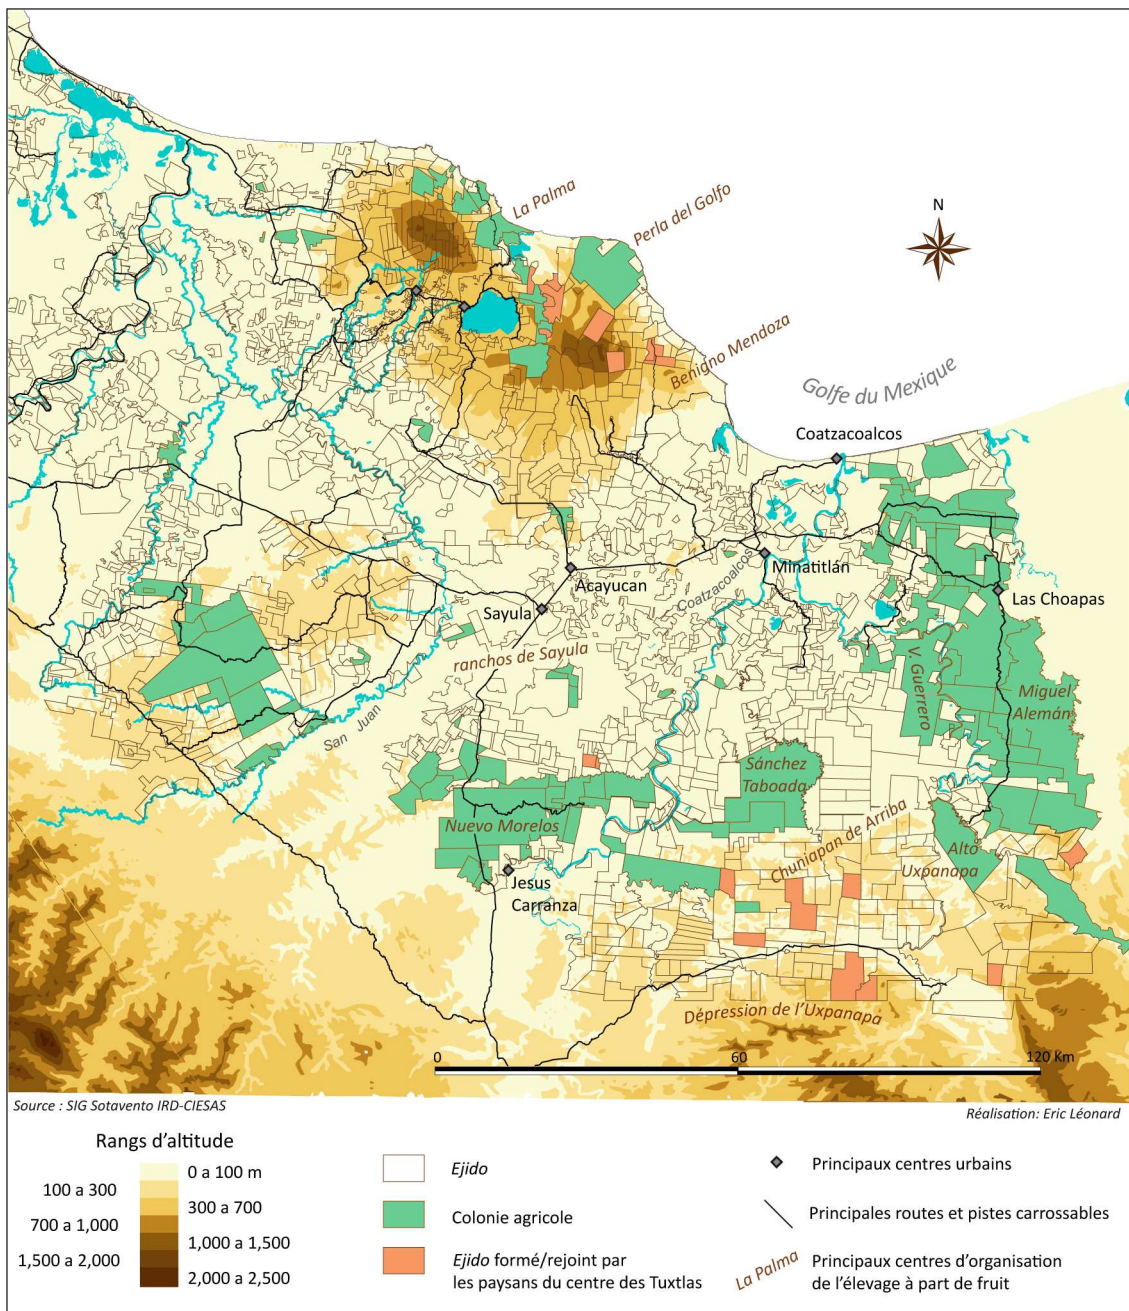 La Palma
Perla del Golfo
N
Benigno Mendoza
Golfe du Mexique
Coatzacoalcos
Coatzacoalcos
Minatitlán
Acayucan
Las Choapas
Sayula
ranchos de Sayula
V. Guerrero
Miguel
Alemán
San Juan
Sánchez
Taboada
Nuevo Morelos
Chuniapan de Arriba
Alto
Uxpanapa
Jesus
Carranza
Dépression de l'Uxpanapa
0
60
120 Km
Source : SIG Sotavento IRD-CIESAS
Réalisation: Eric Léonard
Rangs d'altitude
0 a 100 m
100 a 300
300 a 700
700 a 1,000
1,000 a 1,500
1,500 a 2,000
2,000 a 2,500
Ejido
Colonie agricole
Ejido formé/rejoint par
les paysans du centre des Tuxtlas
Principaux centres urbains
Principales routes et pistes carrossables
La Palma
Principaux centres d'organisation
de l'élevage à part de fruit